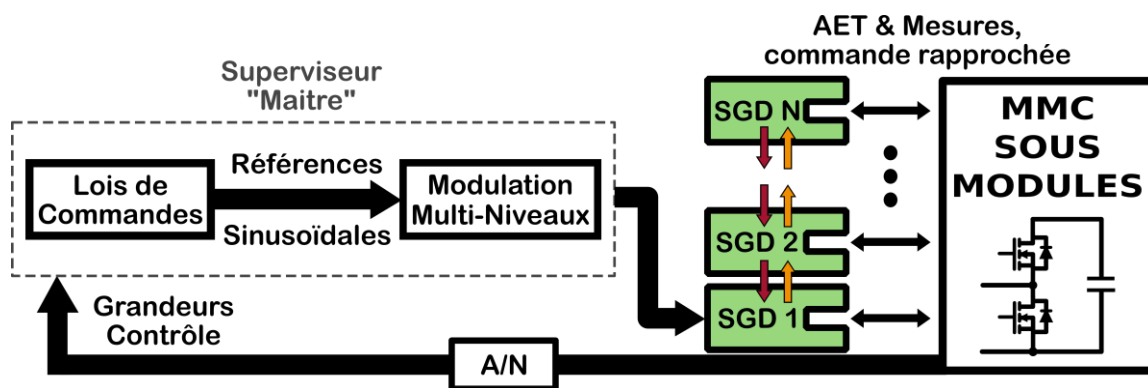 AET & Mesures,
commande rapprochée
Superviseur
"Maitre"
Lois de
Commandes
Références
Sinusoïdales
Modulation
Multi-Niveaux
SGD N
SGD 2
SGD 1
MMC
SOUS
MODULES
Grandeurs
Contrôle
A/N